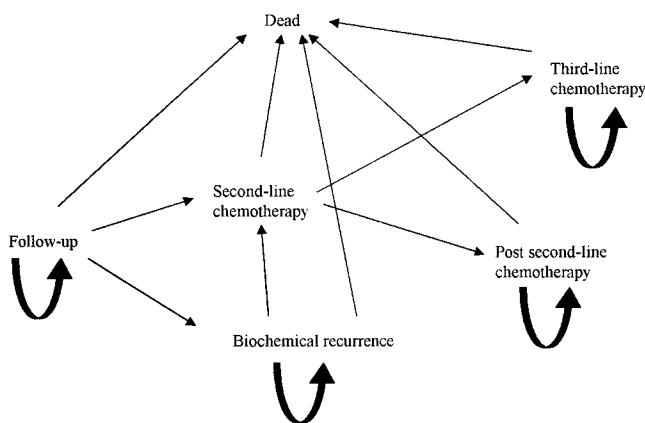 Dead
Third-line
chemotherapy
Second-line
chemotherapy
Follow-up
Post second-line
chemotherapy
Biochemical recurrence